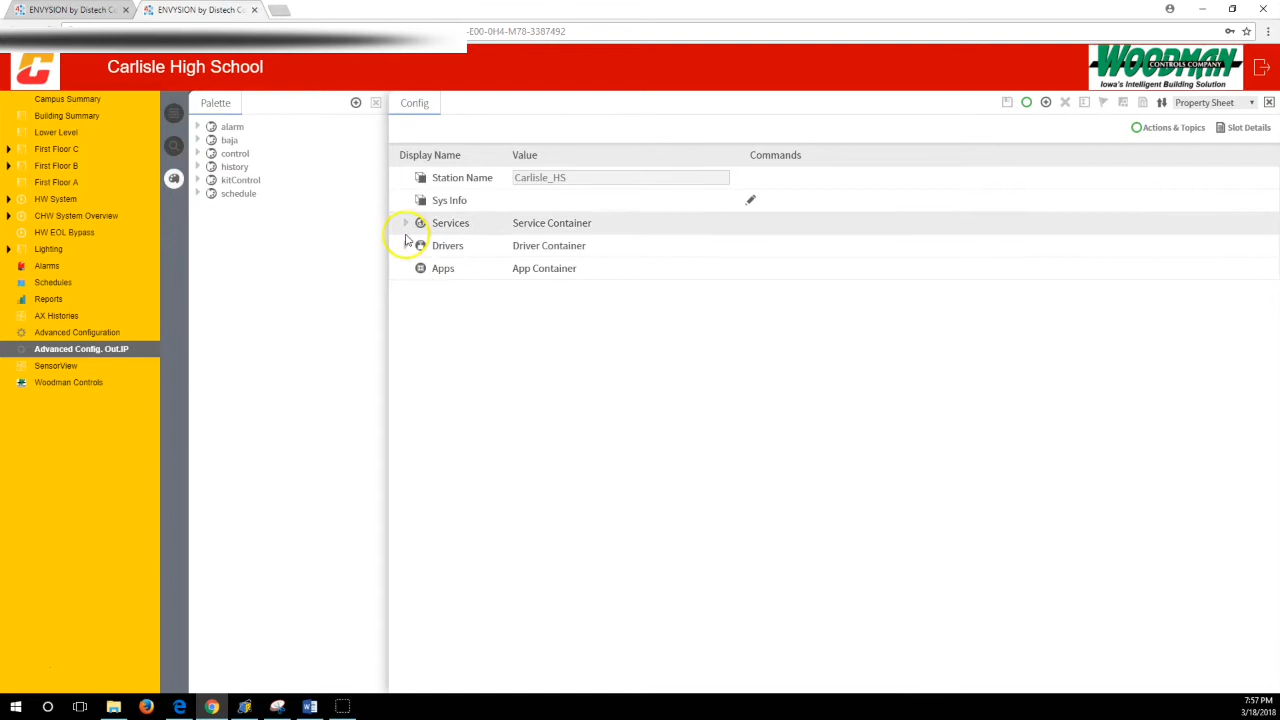 ENVYSION by Distech Co
ENVYSION by Distech Co
-E00-0H4-M78-3387492
C
Carlisle High School
WOODMAN
CONTROLS COMPANY
Iowa's Intelligent Building Solution
Campus Summary
Building Summary
Lower Level
First Floor C
First Floor B
First Floor A
HW System
CHW System Overview
HW EOL Bypass
Lighting
Alarms
Schedules
Reports
AX Histories
Advanced Configuration
Advanced Config. Out.IP
SensorView
Woodman Controls
Palette
alarm
baja
control
history
kitControl
schedule
Config
Property Sheet
Actions & Topics
Slot Details
Display Name Value Commands
Station Name Carlisle_HS
Sys Info
Services Service Container
Drivers Driver Container
Apps App Container
7:57 PM
3/18/2018